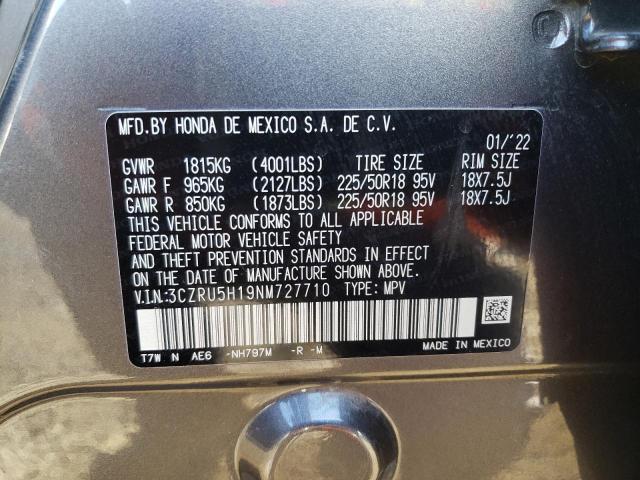 MFD.BY HONDA DE MEXICO S.A. DE C.V.
01/'22
GVWR 1815KG (4001LBS) TIRE SIZE RIM SIZE
GAWR F 965KG (2127LBS) 225/50R18 95V 18X7.5J
GAWR R 850KG (1873LBS) 225/50R18 95V 18X7.5J
THIS VEHICLE CONFORMS TO ALL APPLICABLE
FEDERAL MOTOR VEHICLE SAFETY
AND THEFT PREVENTION STANDARDS IN EFFECT
ON THE DATE OF MANUFACTURE SHOWN ABOVE.
V.I.N.:3CZRU5H19NM727710 TYPE: MPV
T7W N AE6 -NH797M -R -M
MADE IN MEXICO